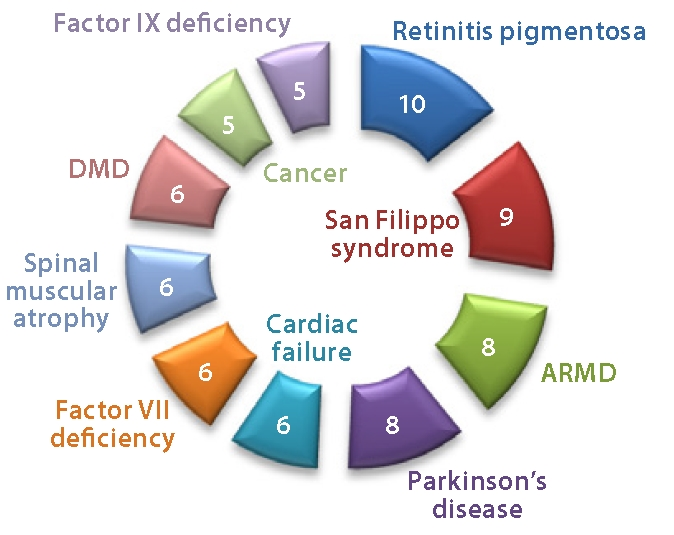 Factor IX deficiency
Retinitis pigmentosa
5
10
5
DMD
Cancer
6
San Filippo
syndrome
9
Spinal
muscular
atrophy
6
Cardiac
failure
8
ARMD
6
Factor VII
deficiency
6
8
Parkinson's
disease